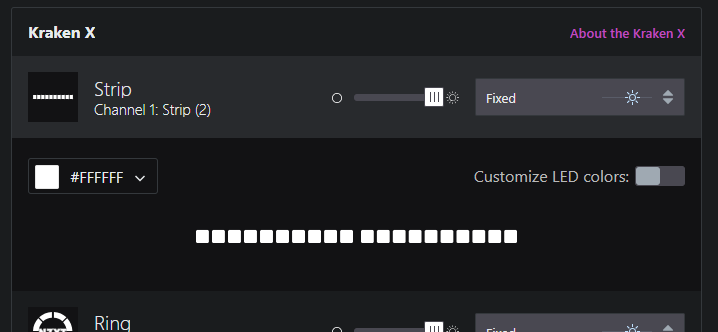 Kraken X
About the Kraken X
Strip
Channel 1: Strip (2)
Fixed
#FFFFFF
Customize LED colors:
Ring
Fixed